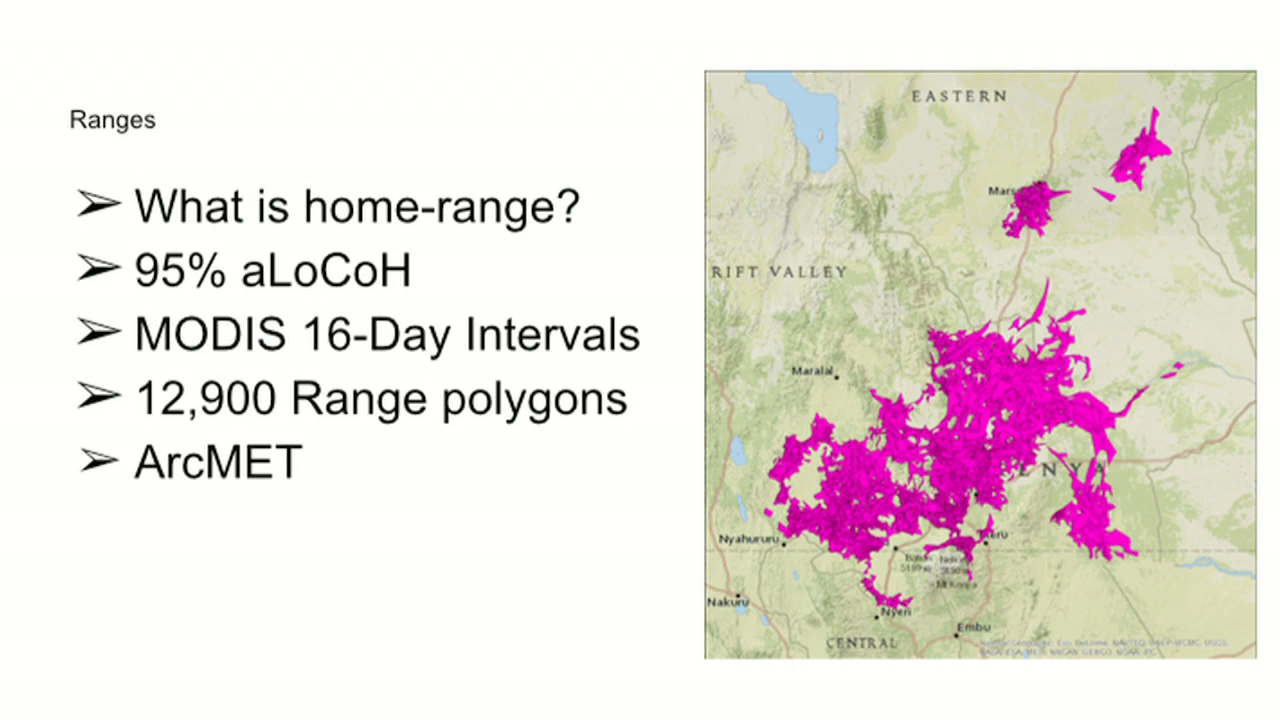 Ranges
➢ What is home-range?
➢ 95% aLoCoH
➢ MODIS 16-Day Intervals
➢ 12,900 Range polygons
➢ ArcMET
EASTERN
RIFT VALLEY
Maralal
Nyahururu
Nakuru
Nyeri
Embu
CENTRAL